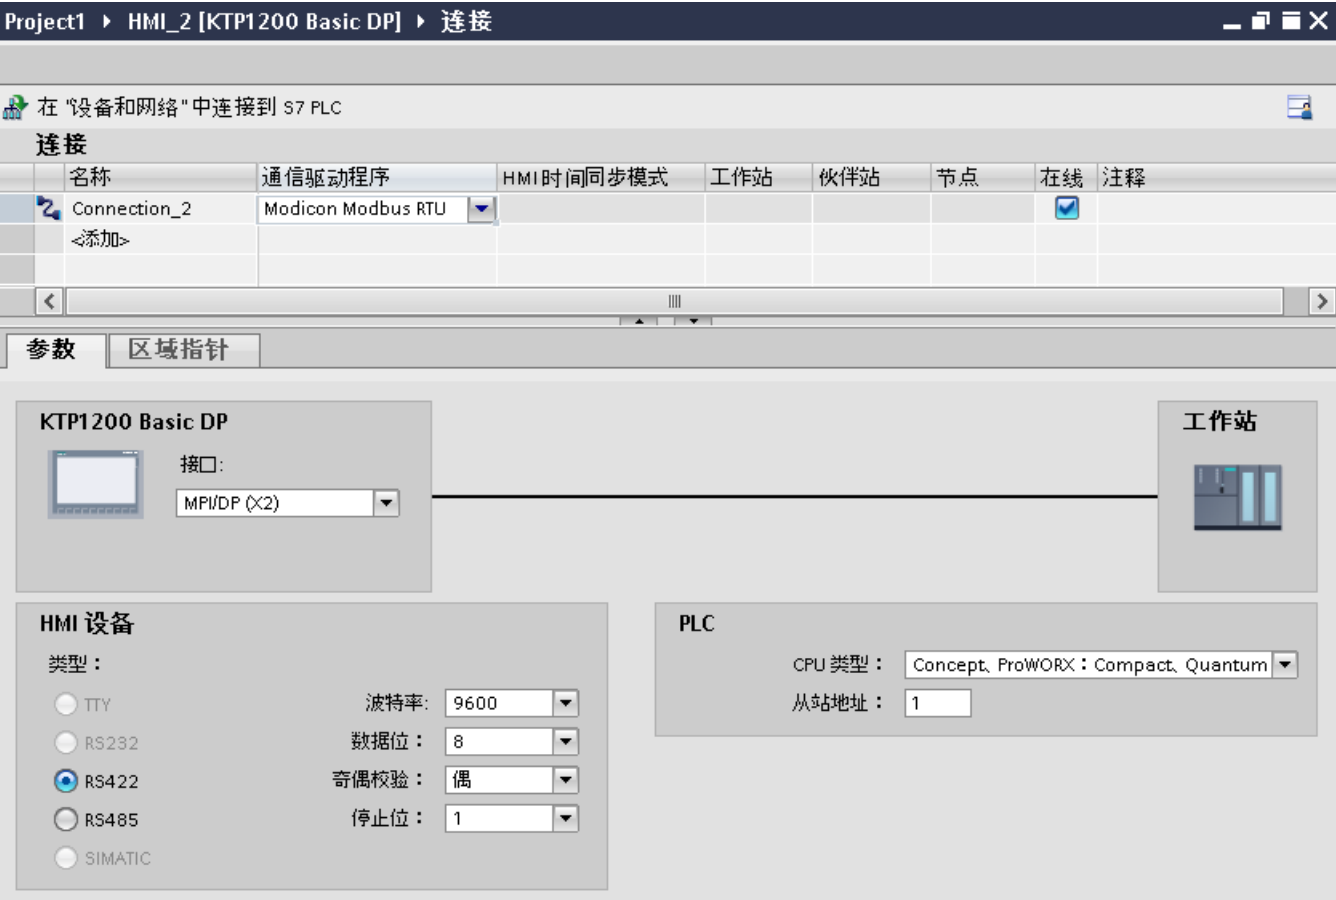 Project1 ▸ HMI_2 [KTP1200 Basic DP] ▸ 连接
在 "设备和网络" 中连接到 S7 PLC
连接
名称 通信驱动程序 HMI时间同步模式 工作站 伙伴站 节点 在线 注释
Connection_2 Modicon Modbus RTU
<添加>
参数 区域指针
KTP1200 Basic DP
接口:
MPI/DP (X2)
工作站
HMI 设备
类型：
TTY
RS232
RS422
RS485
SIMATIC
波特率: 9600
数据位： 8
奇偶校验： 偶
停止位： 1
PLC
CPU 类型： Concept、ProWORX：Compact、Quantum
从站地址： 1